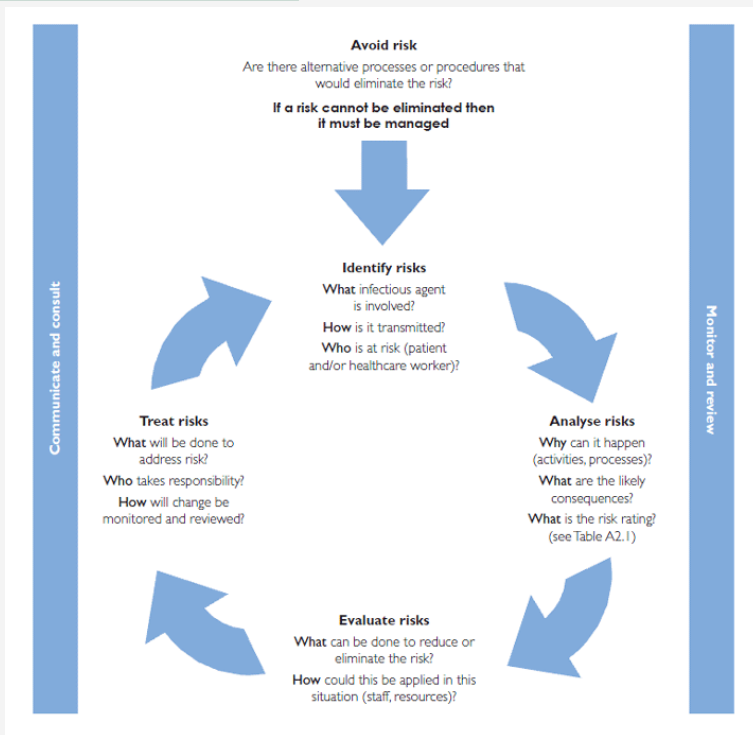 Avoid risk
Are there alternative processes or procedures that
would eliminate the risk?
If a risk cannot be eliminated then
it must be managed
Communicate and consult
Monitor and review
Identify risks
What infectious agent
is involved?
How is it transmitted?
Who is at risk (patient
and/or healthcare worker)?
Analyse risks
Why can it happen
(activities, processes)?
What are the likely
consequences?
What is the risk rating?
(see Table A2.1)
Evaluate risks
What can be done to reduce or
eliminate the risk?
How could this be applied in this
situation (staff, resources)?
Treat risks
What will be done to
address risk?
Who takes responsibility?
How will change be
monitored and reviewed?